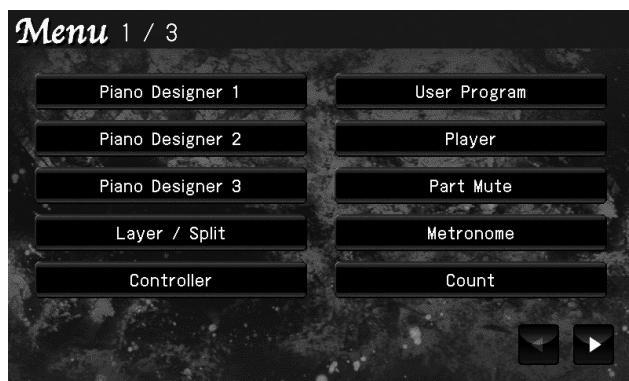 Menu 1 / 3
Piano Designer 1
Piano Designer 2
Piano Designer 3
Layer / Split
Controller
User Program
Player
Part Mute
Metronome
Count